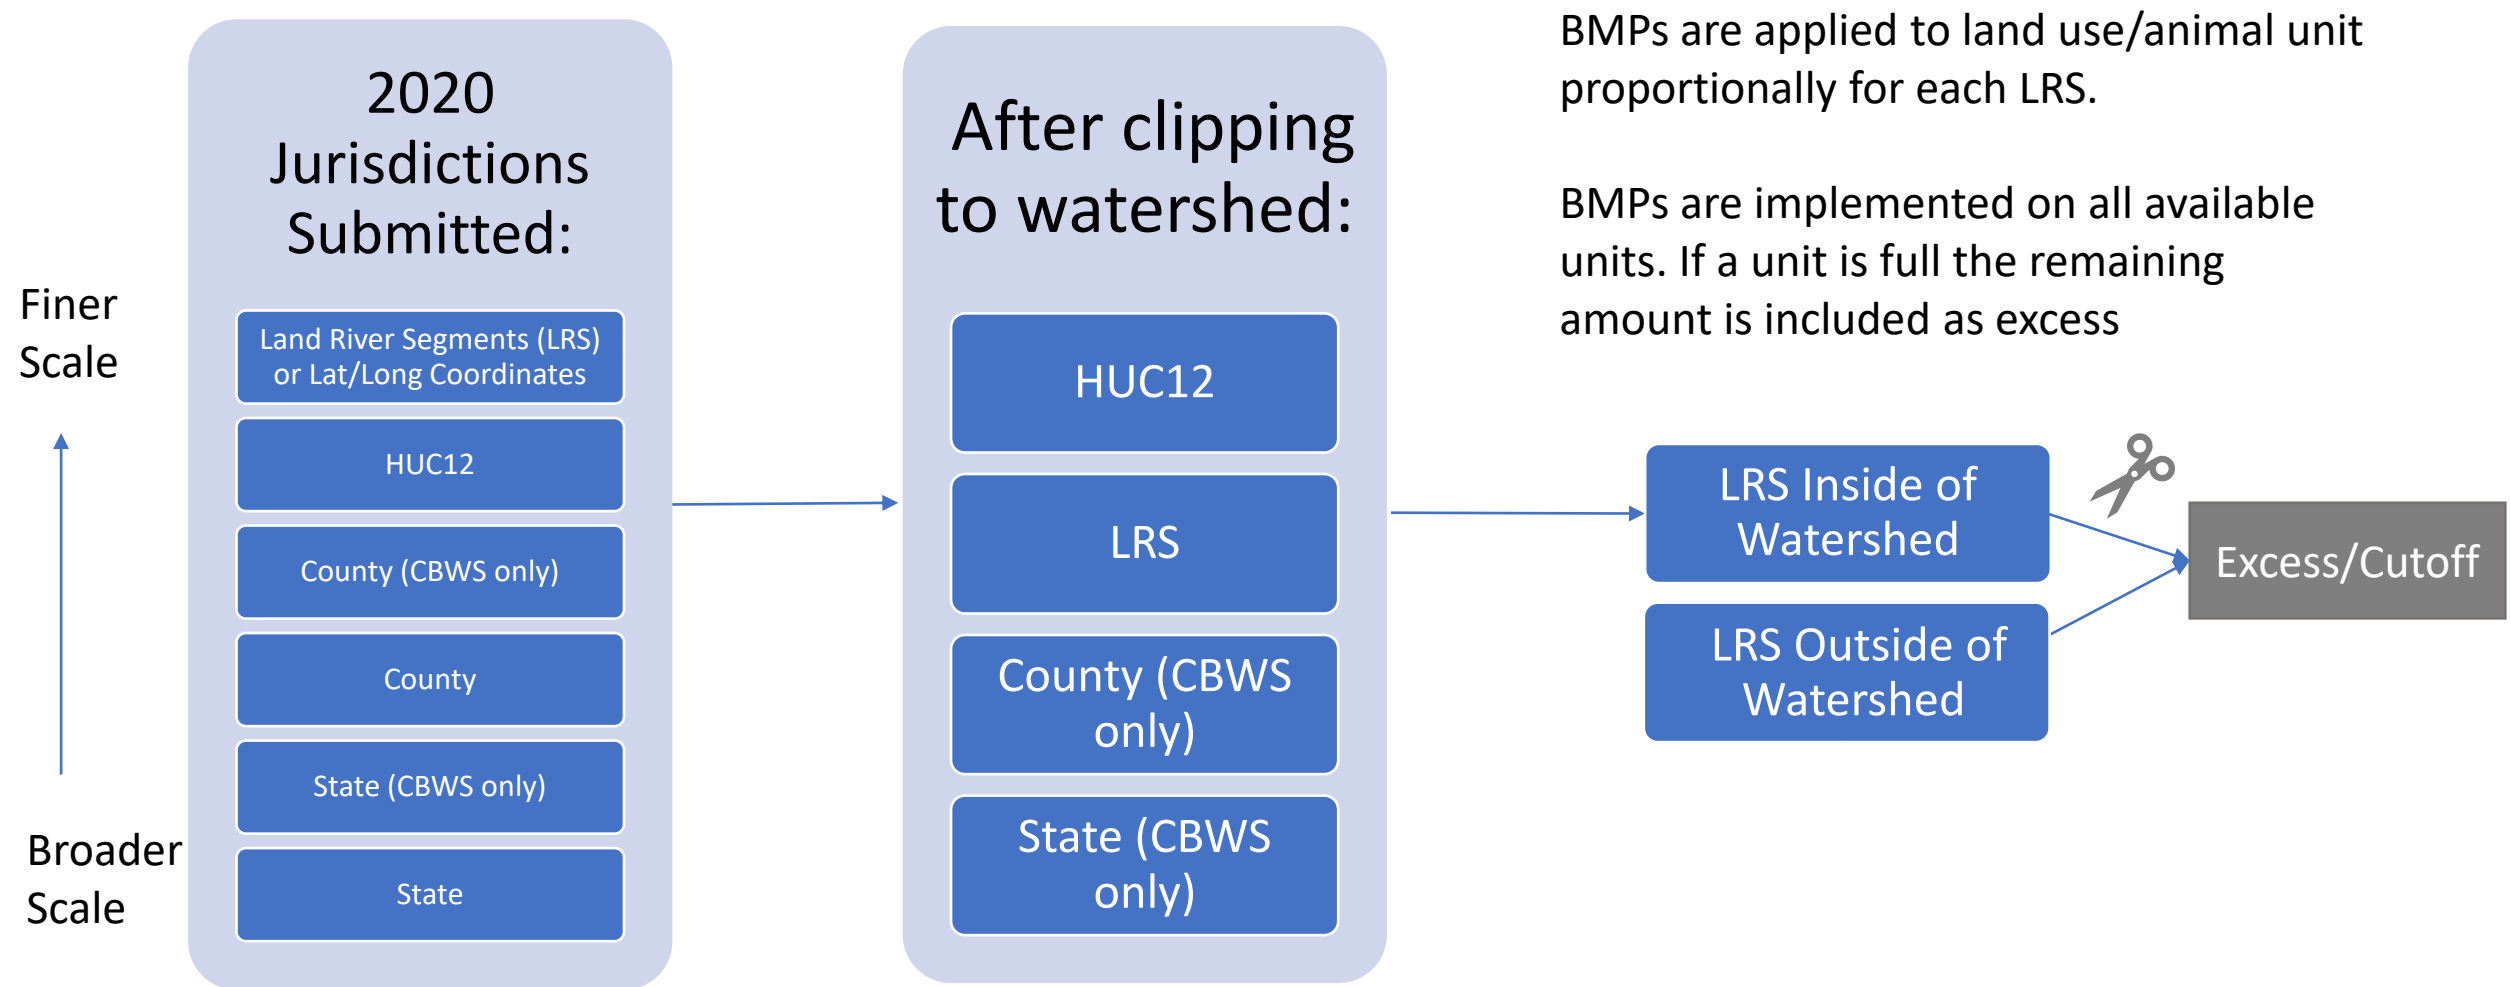 Finer
Scale
Broader
Scale
2020
Jurisdictions
Submitted:
Land River Segments (LRS)
or Lat/Long Coordinates
HUC12
County (CBWS only)
County
State (CBWS only)
State
After clipping
to watershed:
HUC12
LRS
County (CBWS
only)
State (CBWS
only)
BMPs are applied to land use/animal unit
proportionally for each LRS.
BMPs are implemented on all available
units. If a unit is full the remaining
amount is included as excess
LRS Inside of
Watershed
LRS Outside of
Watershed
Excess/Cutoff